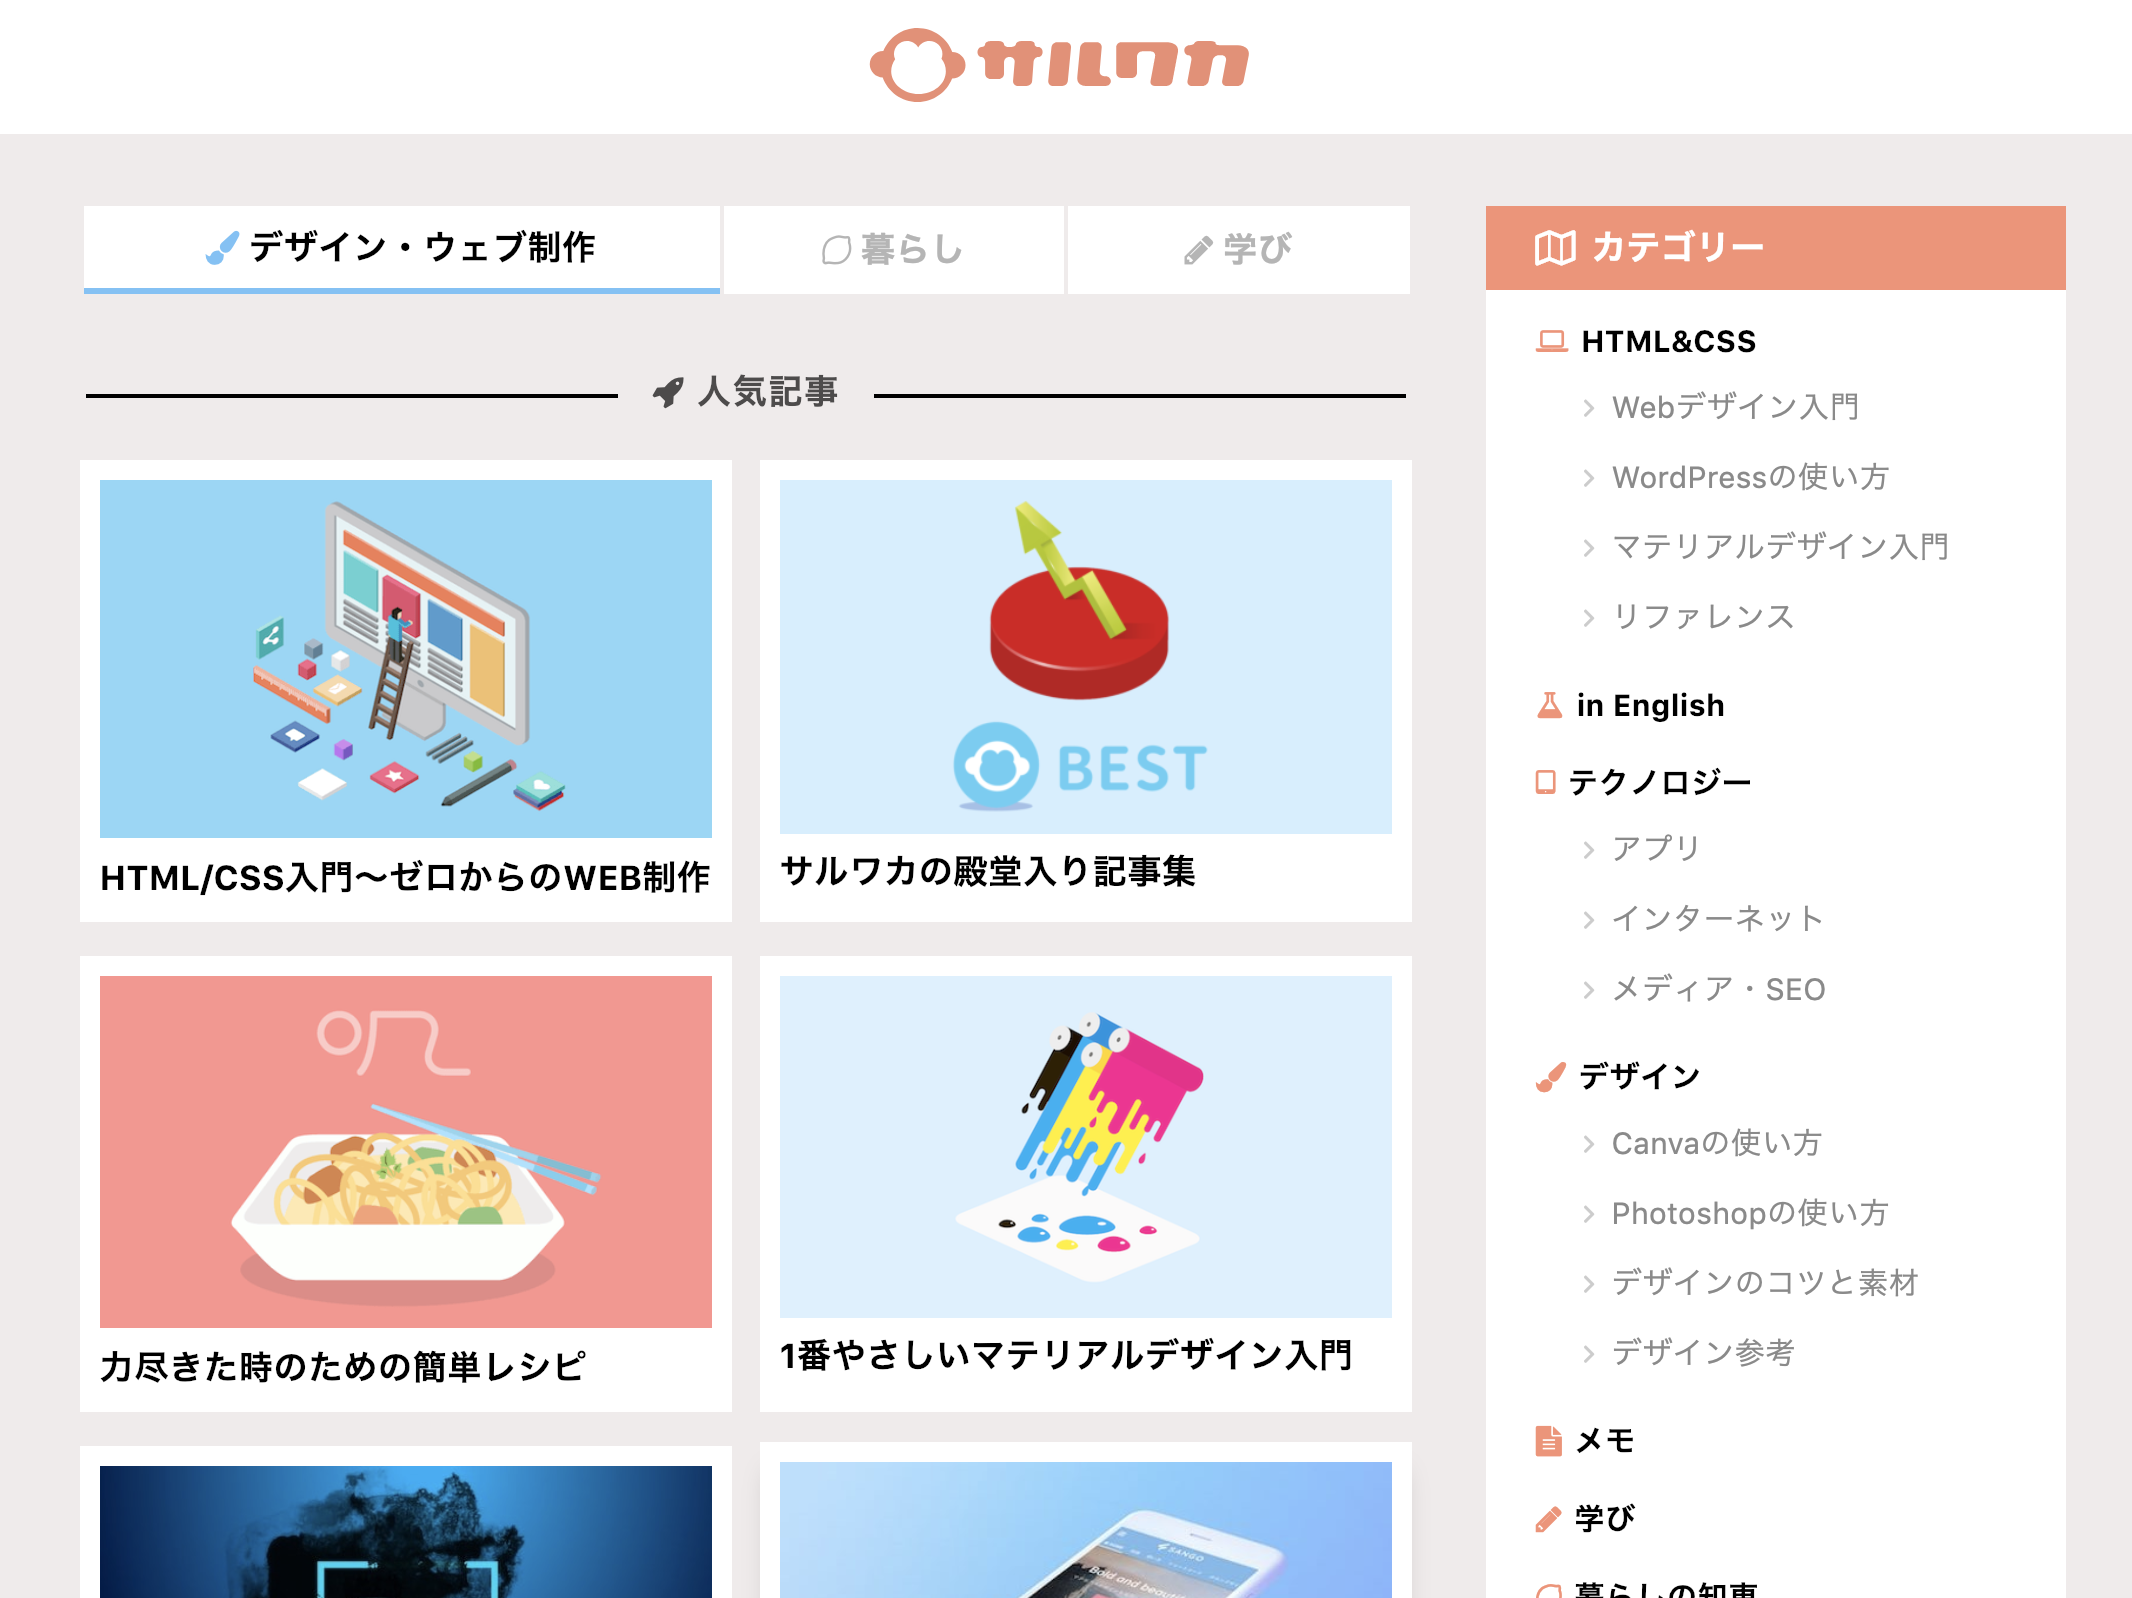 サルワカ
デザイン・ウェブ制作
暮らし
学び
人気記事
HTML/CSS入門〜ゼロからのWEB制作
BEST
サルワカの殿堂入り記事集
力尽きた時のための簡単レシピ
1番やさしいマテリアルデザイン入門
SANGO
Bold and beautiful
カテゴリー
HTML&CSS
Webデザイン入門
WordPressの使い方
マテリアルデザイン入門
リファレンス
in English
テクノロジー
アプリ
インターネット
メディア・SEO
デザイン
Canvaの使い方
Photoshopの使い方
デザインのコツと素材
デザイン参考
メモ
学び
暮らしの知恵